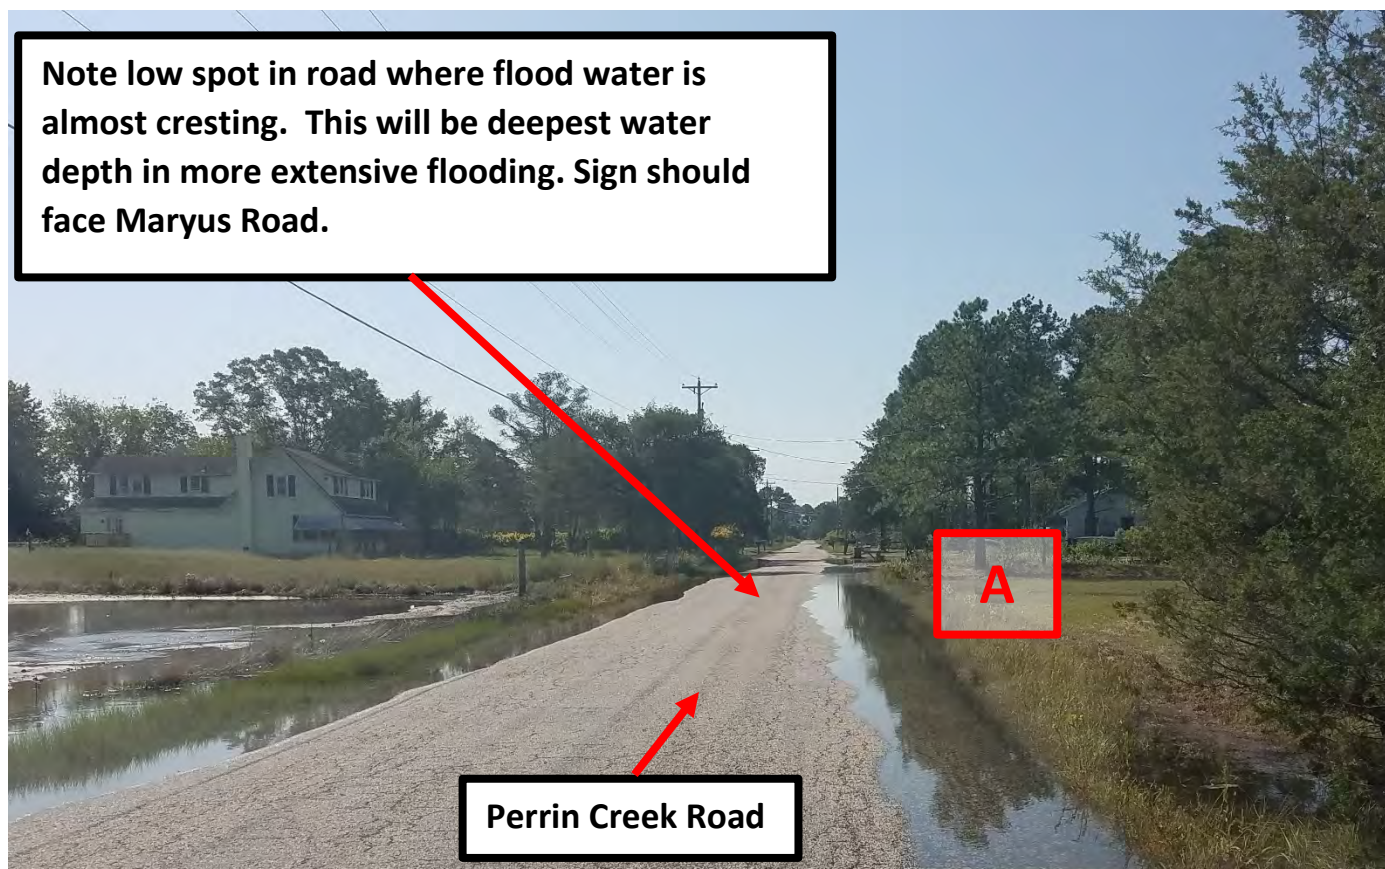 Note low spot in road where flood water is
almost cresting.  This will be deepest water
depth in more extensive flooding. Sign should
face Maryus Road.
A
Perrin Creek Road